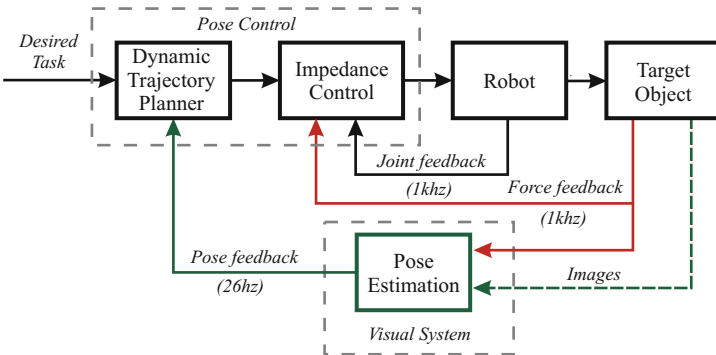 Pose Control
Desired
Task
Dynamic
Trajectory
Planner
Impedance
Control
Robot
Target
Object
Joint feedback
(1khz)
Force feedback
(1khz)
Pose feedback
(26hz)
Pose
Estimation
Images
Visual System